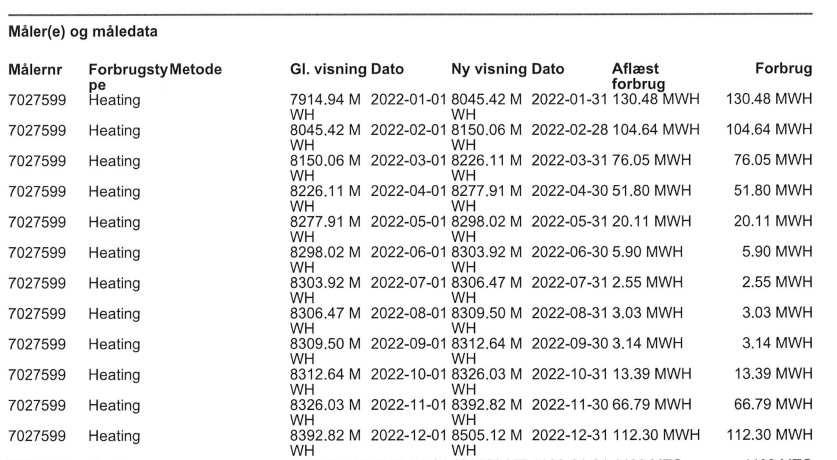 Måler(e) og måledata
Målernr ForbrugstyMetode Gl. visning Dato Ny visning Dato Aflæst Forbrug
pe forbrug
7027599 Heating 7914.94 M 2022-01-01 8045.42 M 2022-01-31 130.48 MWH 130.48 MWH
WH WH
7027599 Heating 8045.42 M 2022-02-01 8150.06 M 2022-02-28 104.64 MWH 104.64 MWH
WH WH
7027599 Heating 8150.06 M 2022-03-01 8226.11 M 2022-03-31 76.05 MWH 76.05 MWH
WH WH
7027599 Heating 8226.11 M 2022-04-01 8277.91 M 2022-04-30 51.80 MWH 51.80 MWH
WH WH
7027599 Heating 8277.91 M 2022-05-01 8298.02 M 2022-05-31 20.11 MWH 20.11 MWH
WH WH
7027599 Heating 8298.02 M 2022-06-01 8303.92 M 2022-06-30 5.90 MWH 5.90 MWH
WH WH
7027599 Heating 8303.92 M 2022-07-01 8306.47 M 2022-07-31 2.55 MWH 2.55 MWH
WH WH
7027599 Heating 8306.47 M 2022-08-01 8309.50 M 2022-08-31 3.03 MWH 3.03 MWH
WH WH
7027599 Heating 8309.50 M 2022-09-01 8312.64 M 2022-09-30 3.14 MWH 3.14 MWH
WH WH
7027599 Heating 8312.64 M 2022-10-01 8326.03 M 2022-10-31 13.39 MWH 13.39 MWH
WH WH
7027599 Heating 8326.03 M 2022-11-01 8392.82 M 2022-11-30 66.79 MWH 66.79 MWH
WH WH
7027599 Heating 8392.82 M 2022-12-01 8505.12 M 2022-12-31 112.30 MWH 112.30 MWH
WH WH